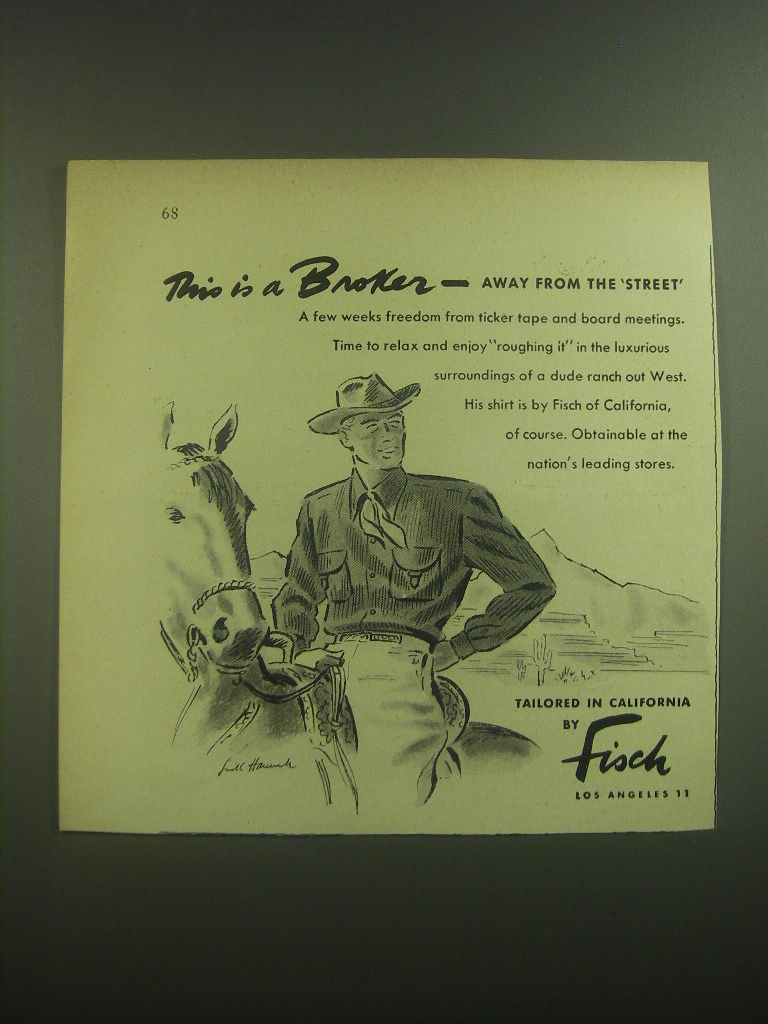 68
This is a Broker — AWAY FROM THE 'STREET'
A few weeks freedom from ticker tape and board meetings.
Time to relax and enjoy "roughing it" in the luxurious
surroundings of a dude ranch out West.
His shirt is by Fisch of California,
of course. Obtainable at the
nation's leading stores.
TAILORED IN CALIFORNIA
BY
Fisch
LOS ANGELES 11